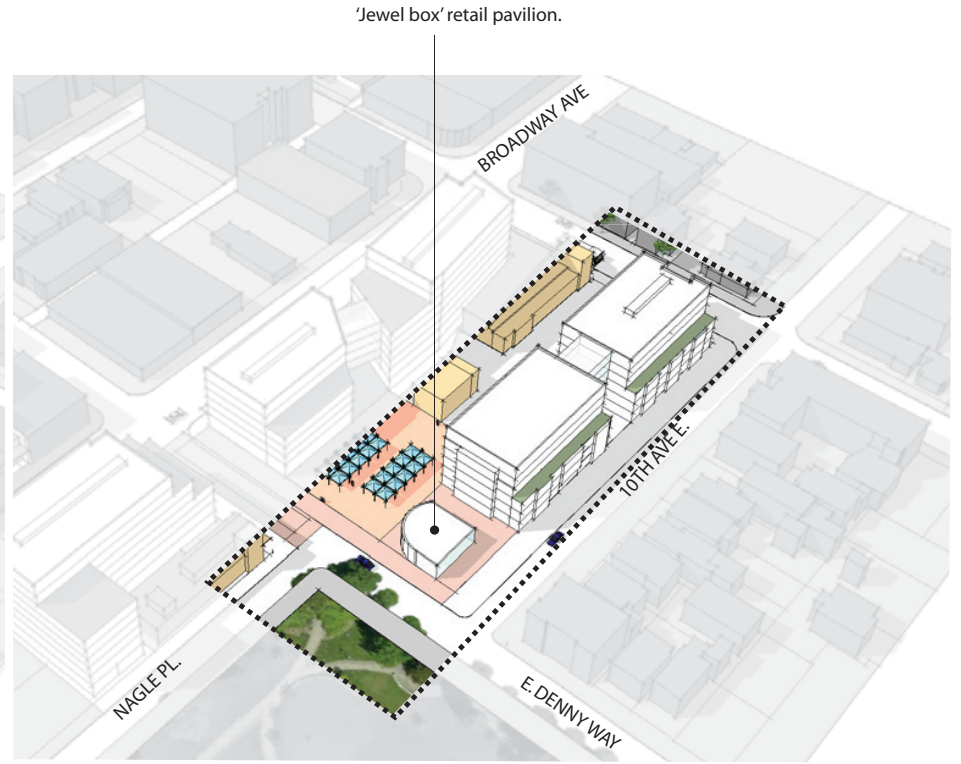 ‘Jewel box’ retail pavilion.
BROADWAY AVE
10TH AVE E.
NAGLE PL.
E. DENNY WAY